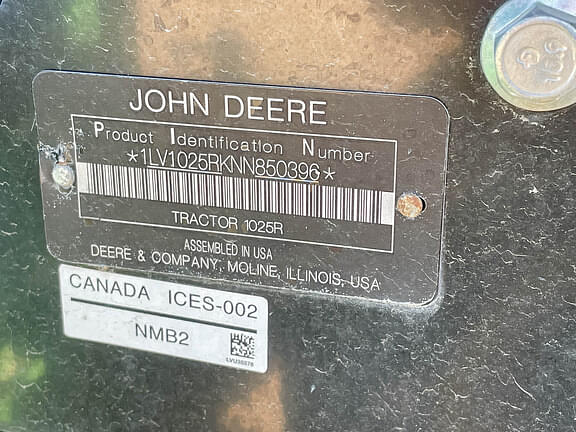 JOHN DEERE
Product Identification Number
*1LV1025RKNN850396*
TRACTOR 1025R
ASSEMBLED IN USA
DEERE & COMPANY, MOLINE, ILLINOIS, USA
CANADA ICES-002
NMB2